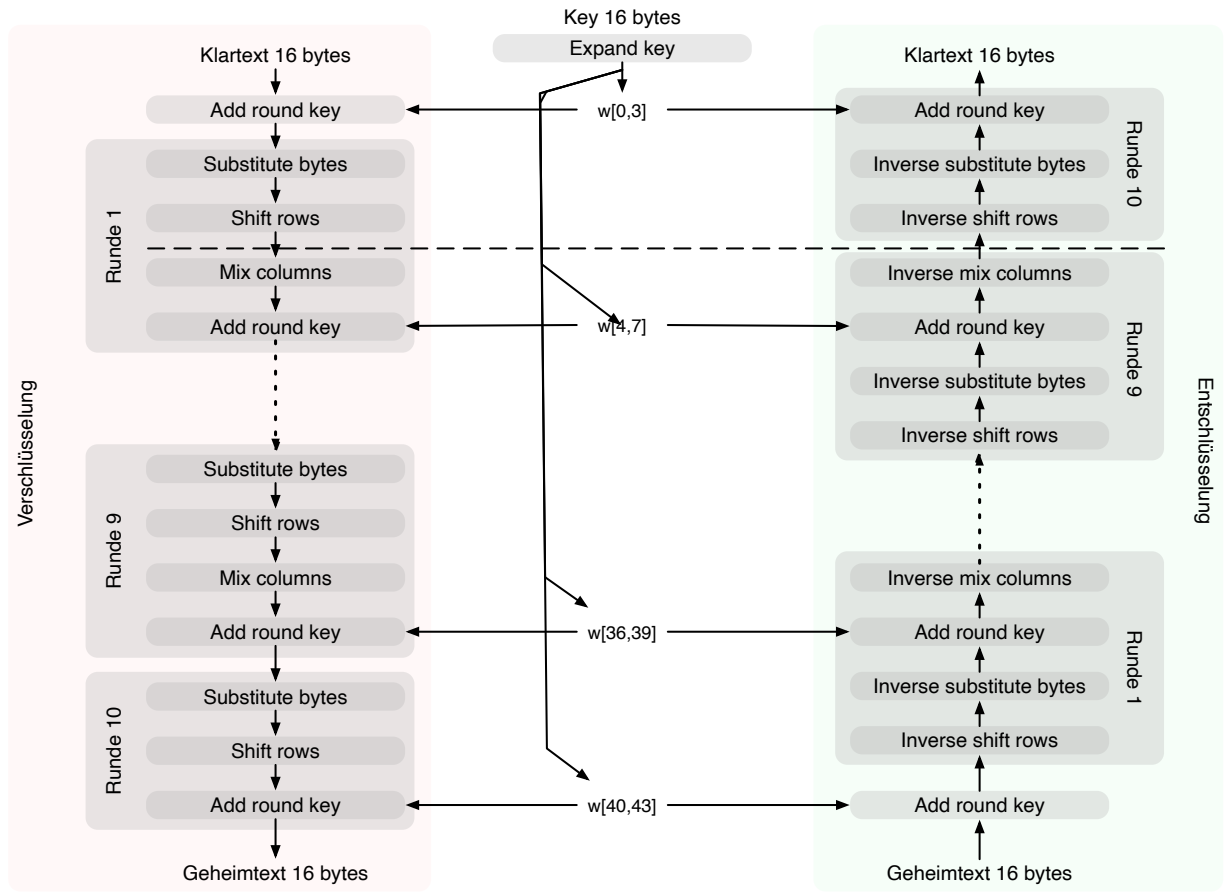 Key 16 bytes
Expand key
w[0,3]
w[4,7]
w[36,39]
w[40,43]
Verschlüsselung
Klartext 16 bytes
Add round key
Runde 1
Substitute bytes
Shift rows
Mix columns
Add round key
Runde 9
Substitute bytes
Shift rows
Mix columns
Add round key
Runde 10
Substitute bytes
Shift rows
Add round key
Geheimtext 16 bytes
Entschlüsselung
Klartext 16 bytes
Runde 10
Add round key
Inverse substitute bytes
Inverse shift rows
Runde 9
Inverse mix columns
Add round key
Inverse substitute bytes
Inverse shift rows
Runde 1
Inverse mix columns
Add round key
Inverse substitute bytes
Inverse shift rows
Add round key
Geheimtext 16 bytes